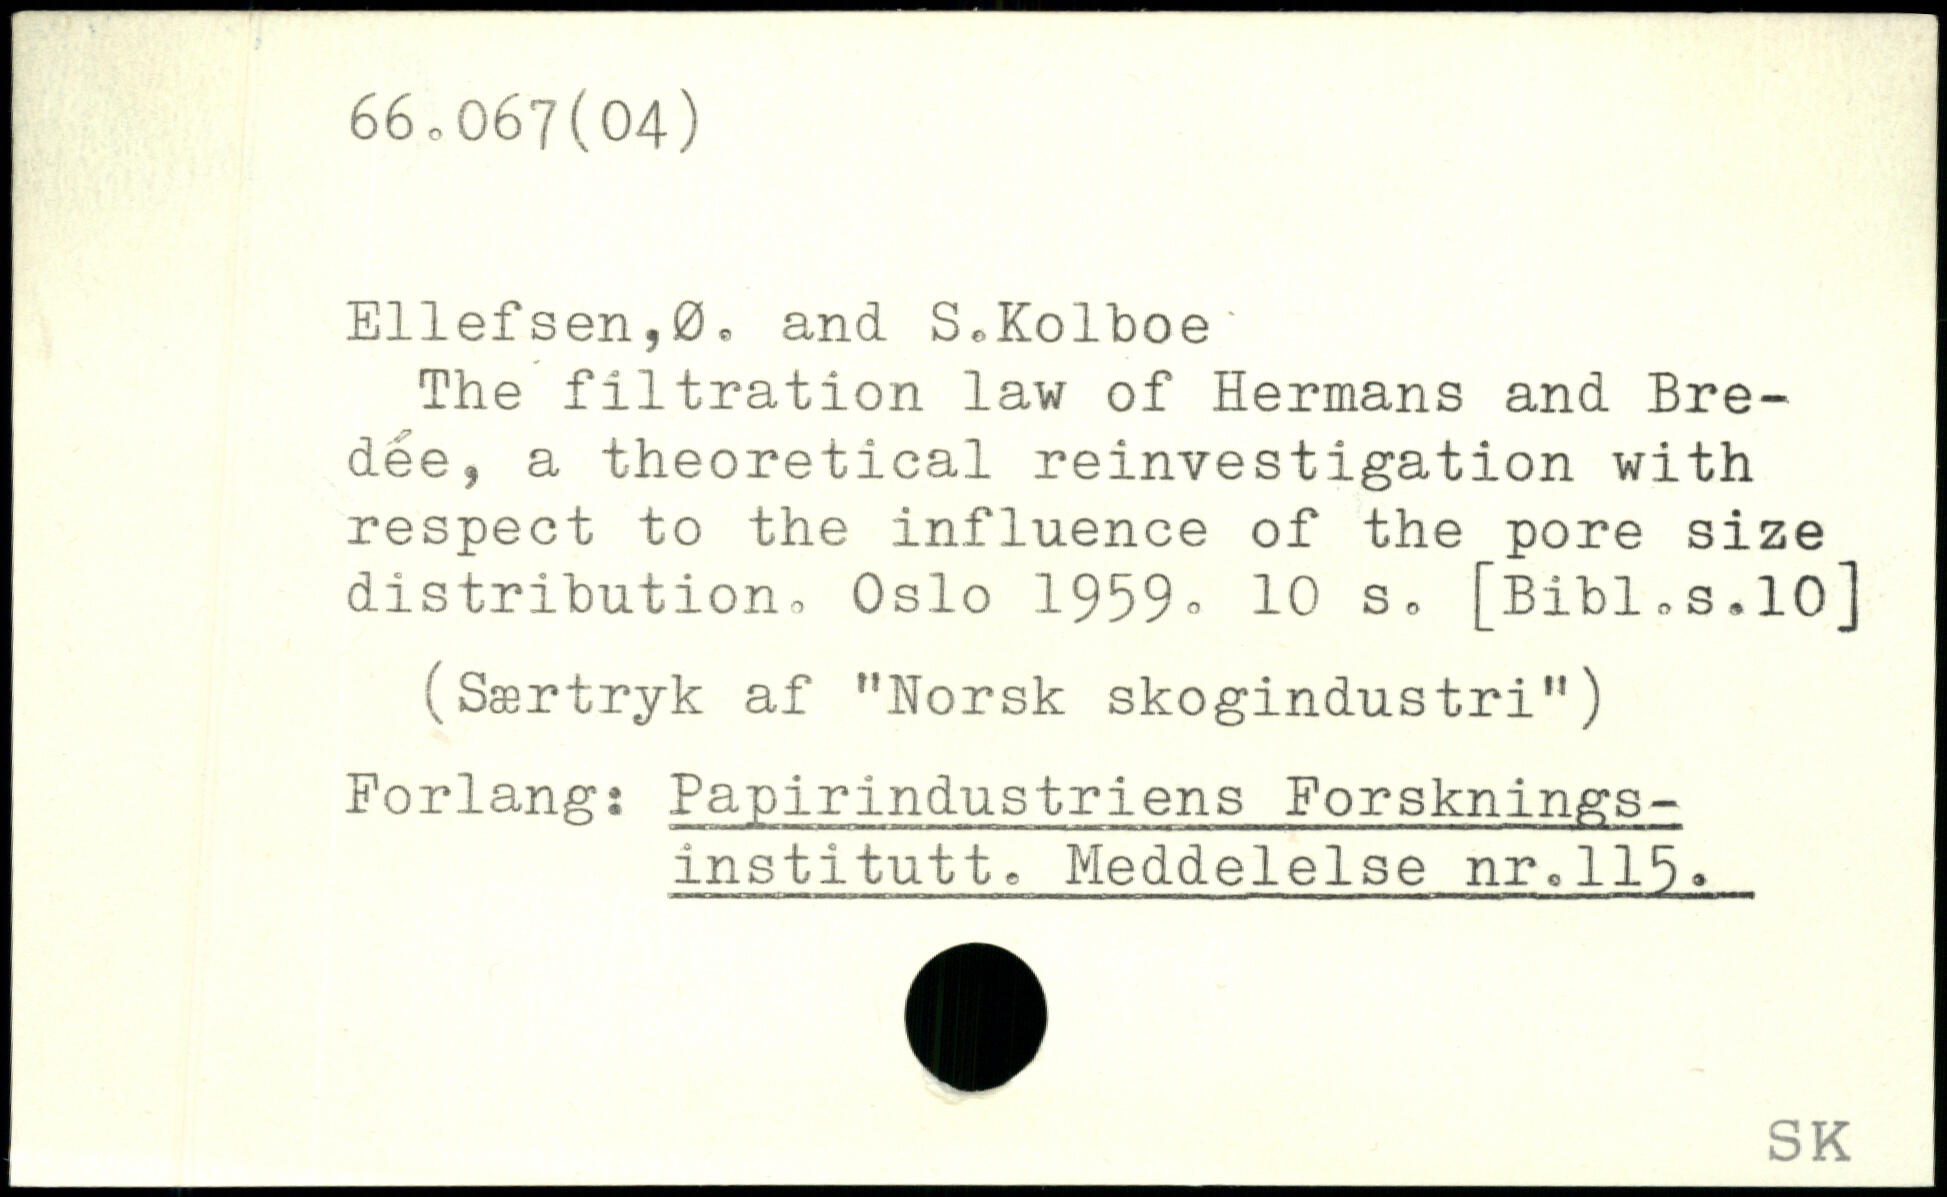 66.067(04)
Ellefsen,Ø. and S.Kolboe
The filtration law of Hermans and Bre-
dée, a theoretical reinvestigation with
respect to the influence of the pore size
distribution. Oslo 1959. 10 s. [Bibl.s.10]
(Særtryk af "Norsk skogindustri")
Forlang: Papirindustriens Forsknings-
institutt. Meddelelse nr.115.
SK